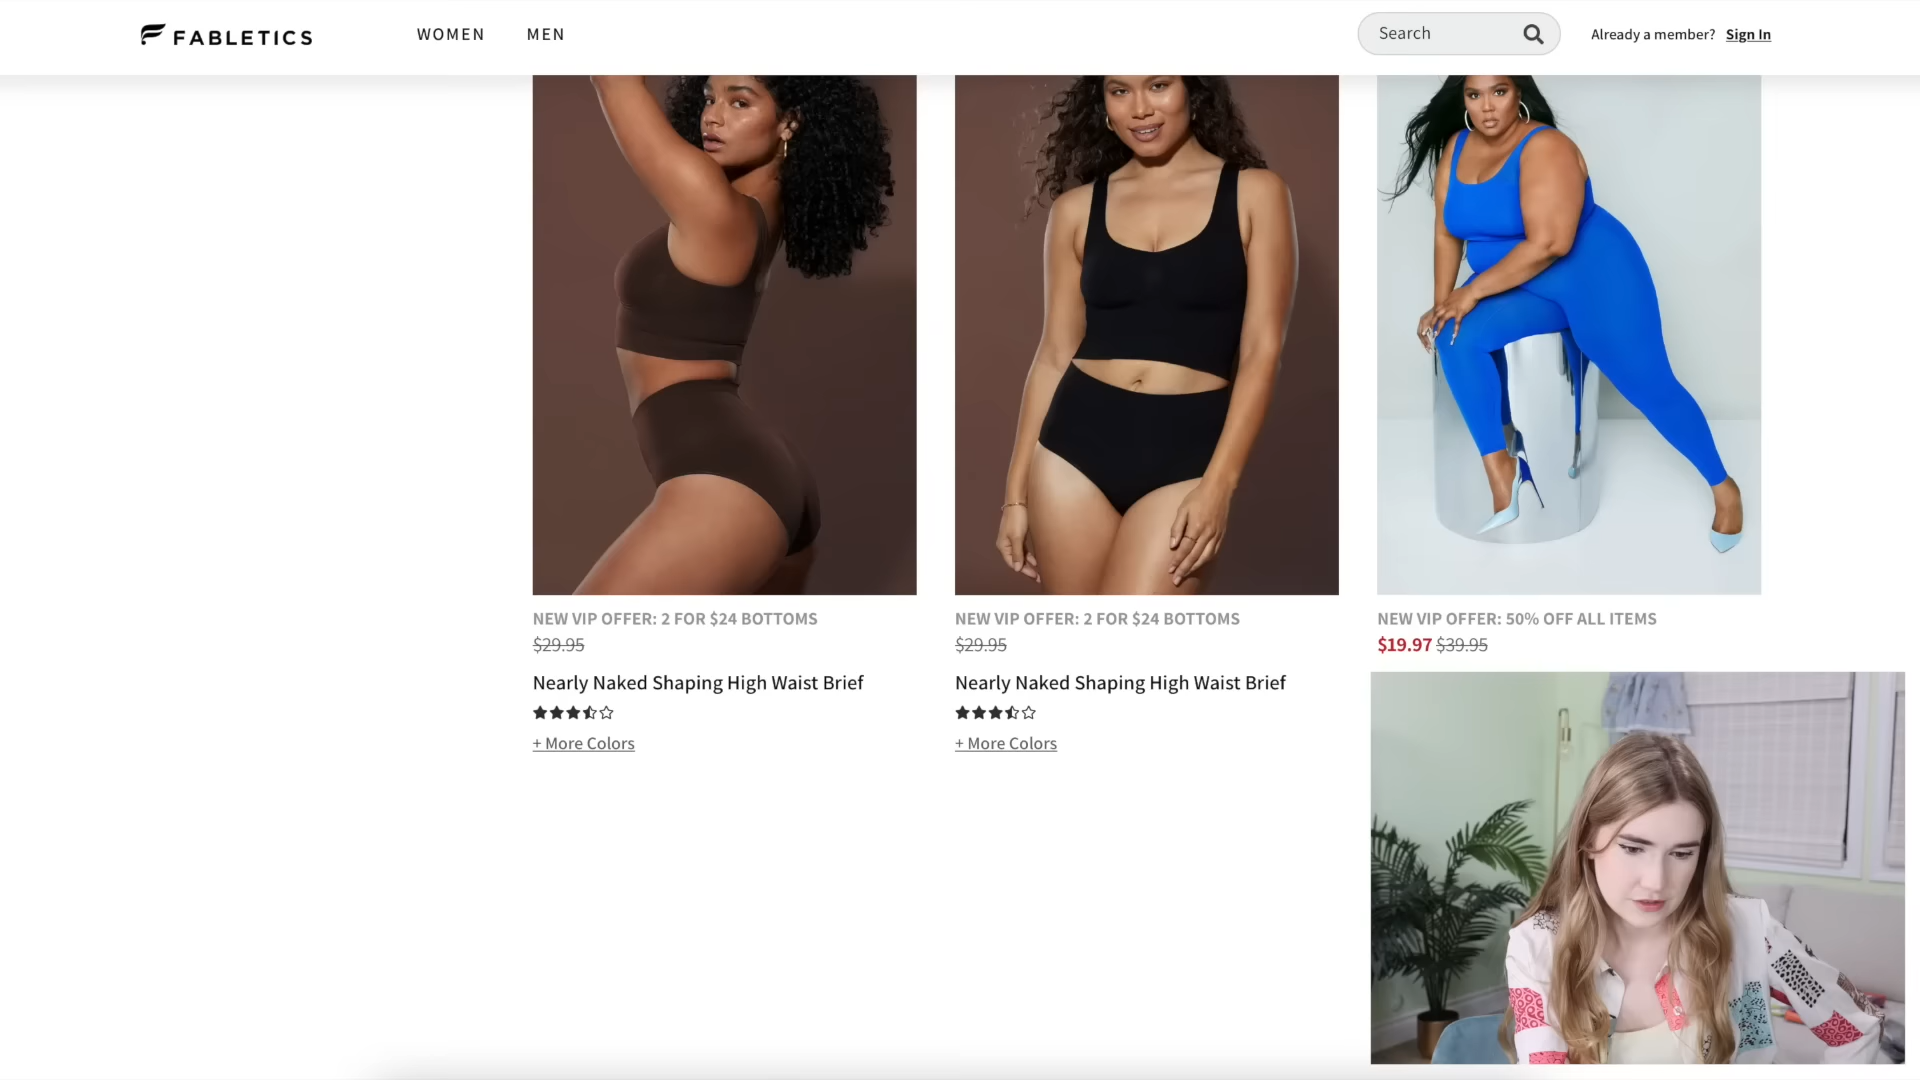 FABLETICS
WOMEN MEN
Search
Already a member? Sign In
NEW VIP OFFER: 2 FOR $24 BOTTOMS
$29.95
Nearly Naked Shaping High Waist Brief
+ More Colors
NEW VIP OFFER: 2 FOR $24 BOTTOMS
$29.95
Nearly Naked Shaping High Waist Brief
+ More Colors
NEW VIP OFFER: 50% OFF ALL ITEMS
$19.97 $39.95